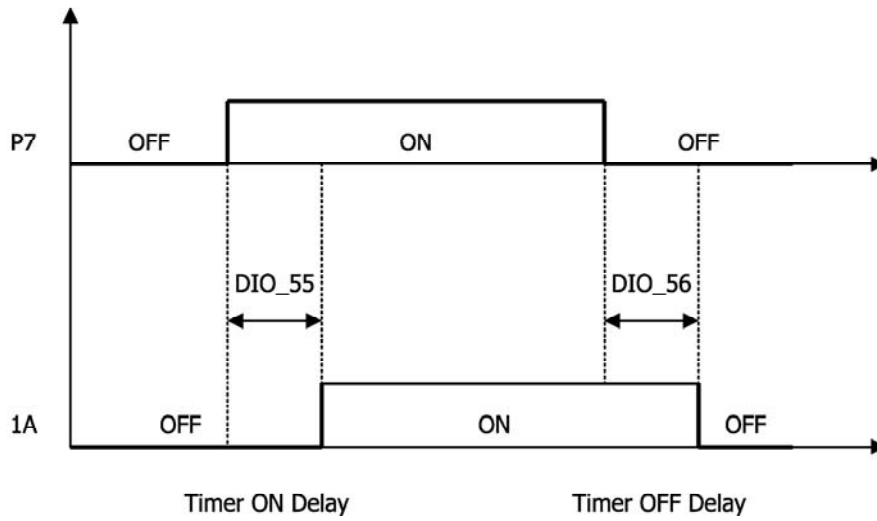 P7 OFF ON OFF
DIO_55 DIO_56
1A OFF ON OFF
Timer ON Delay Timer OFF Delay